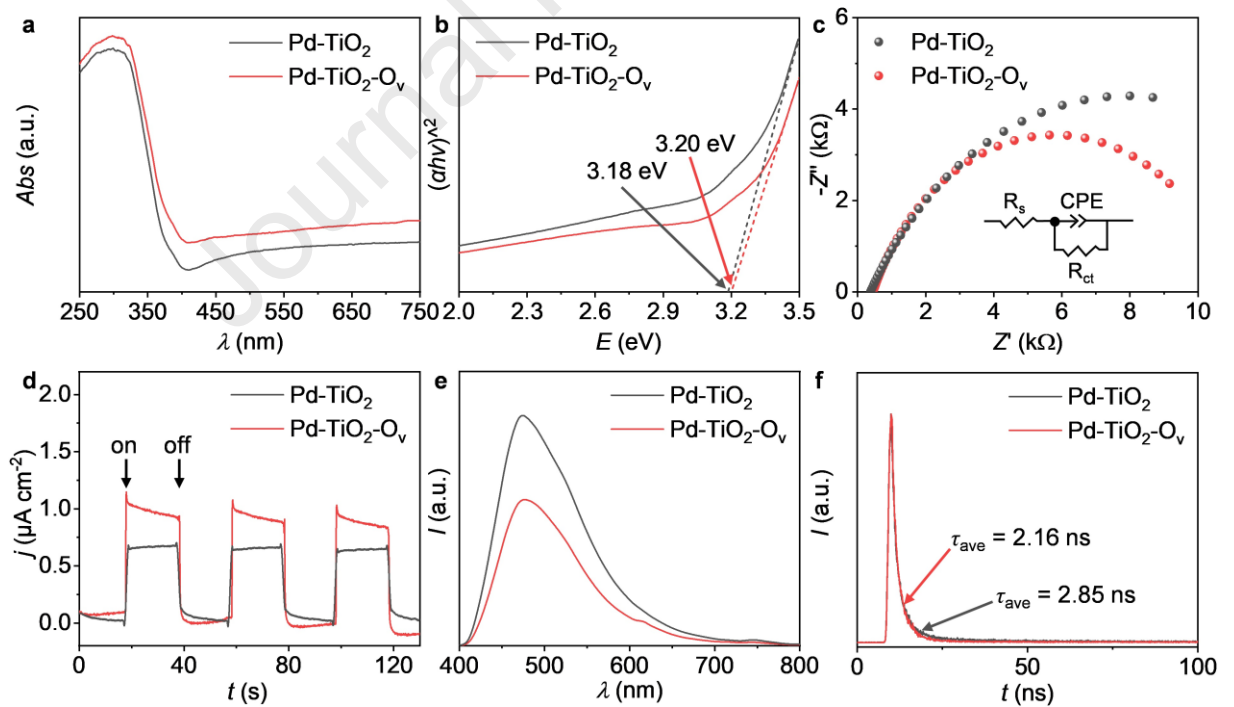 Journal
a
Abs (a.u.)
Pd-TiO2
Pd-TiO2-Ov
250 350 450 550 650 750
λ (nm)
b
(αhν)^2
Pd-TiO2
Pd-TiO2-Ov
3.20 eV
3.18 eV
2.0 2.3 2.6 2.9 3.2 3.5
E (eV)
c
-Z" (kΩ)
6
4
2
0
Pd-TiO2
Pd-TiO2-Ov
Rs
CPE
Rct
0 2 4 6 8 10
Z' (kΩ)
d
j (μA cm-2)
2.0
1.5
1.0
0.5
0.0
Pd-TiO2
Pd-TiO2-Ov
on off
0 40 80 120
t (s)
e
I (a.u.)
Pd-TiO2
Pd-TiO2-Ov
400 500 600 700 800
λ (nm)
f
I (a.u.)
Pd-TiO2
Pd-TiO2-Ov
τave = 2.16 ns
τave = 2.85 ns
0 50 100
t (ns)